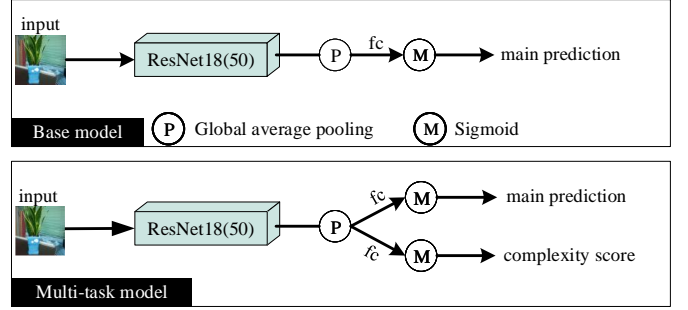 input
ResNet18(50)
P
fc
M
main prediction
Base model
P Global average pooling
M Sigmoid
input
ResNet18(50)
P
fc
M
main prediction
fc
M
complexity score
Multi-task model